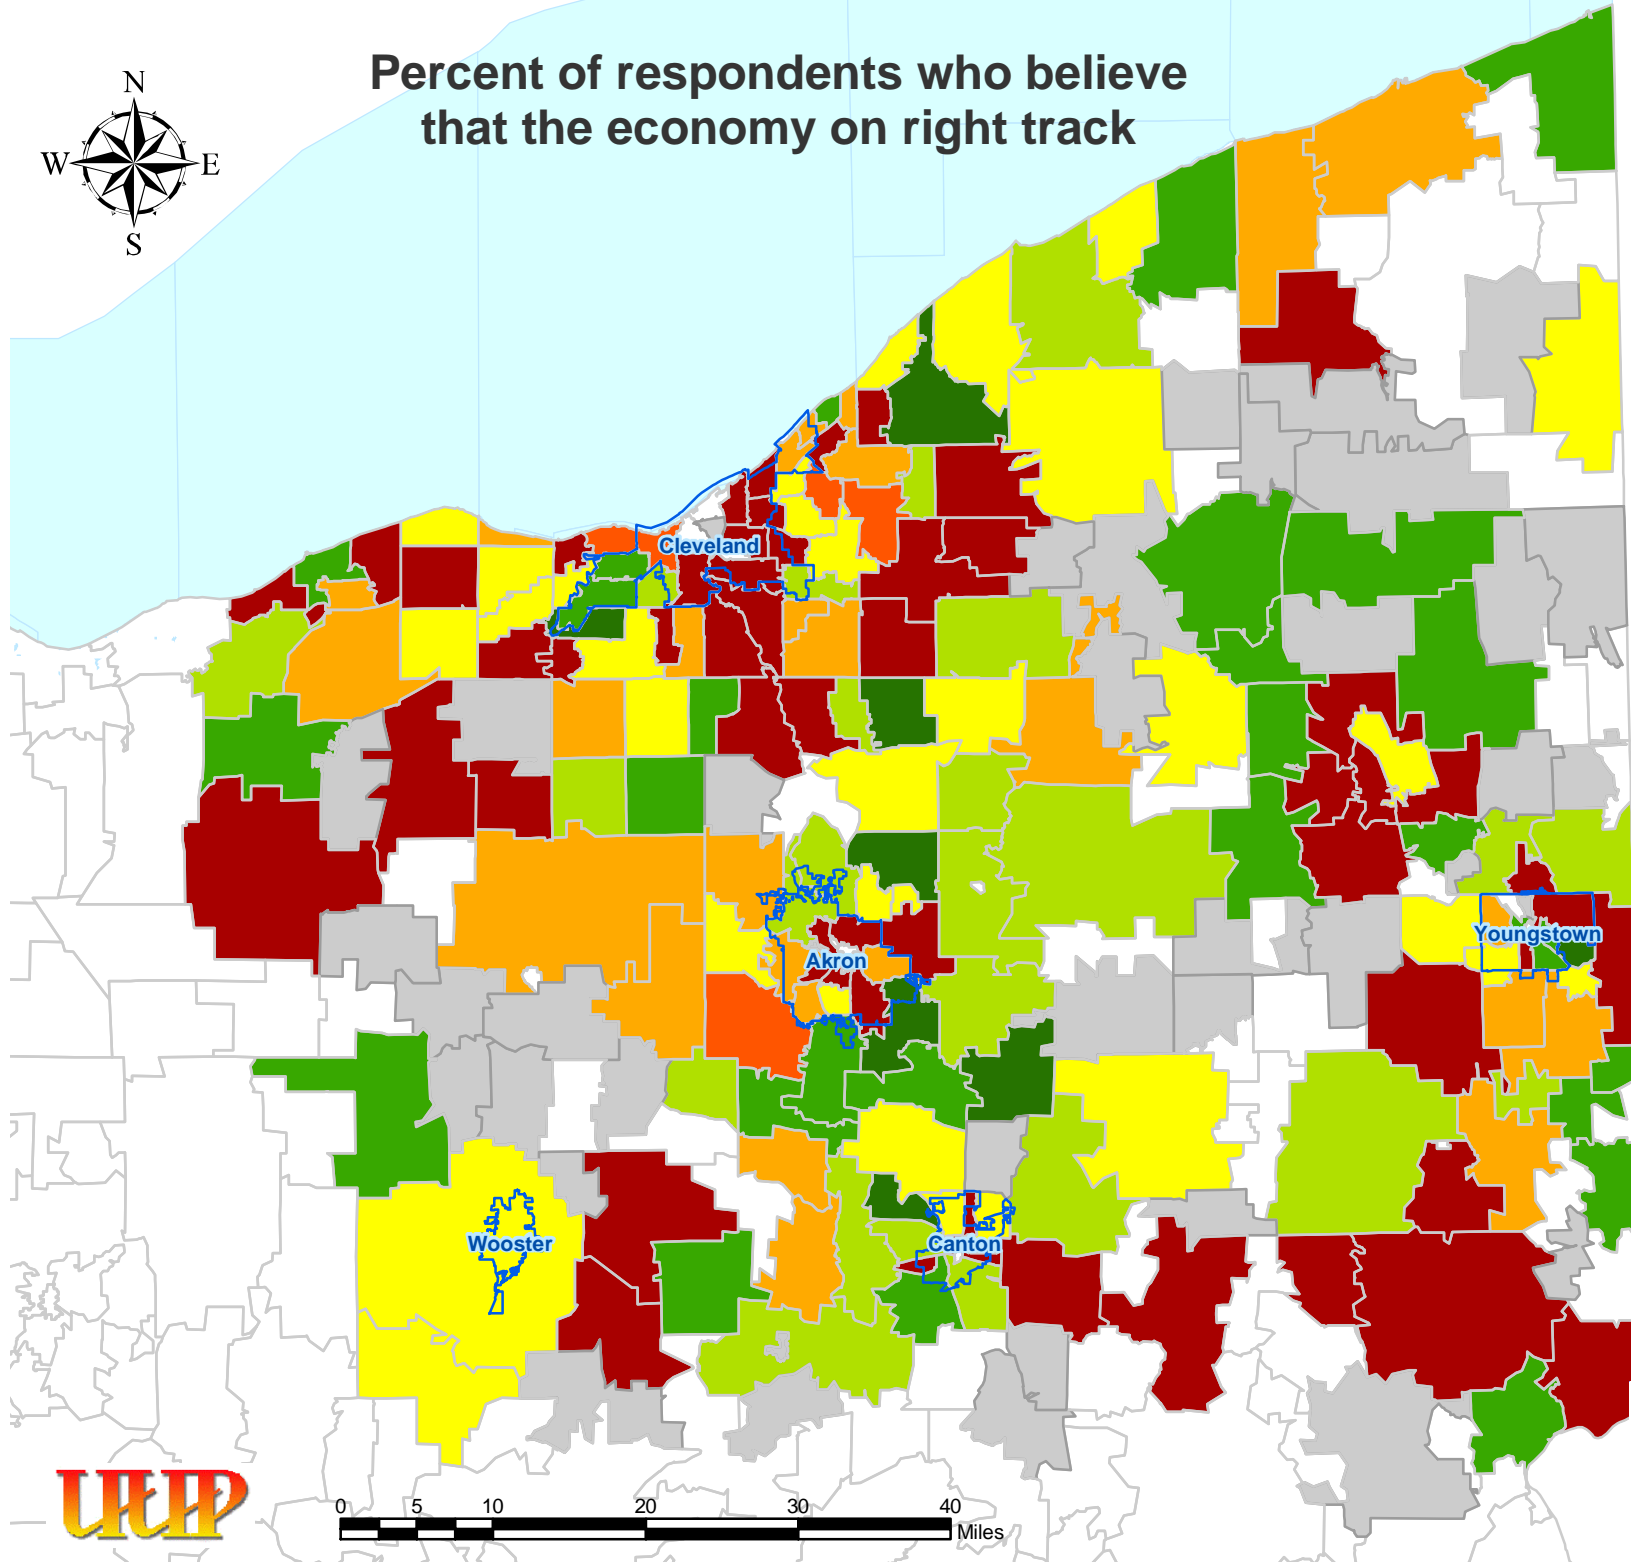 Percent of respondents who believe
that the economy on right track
N
W E
S
Cleveland
Akron
Youngstown
Wooster
Canton
0 5 10 20 30 40
Miles